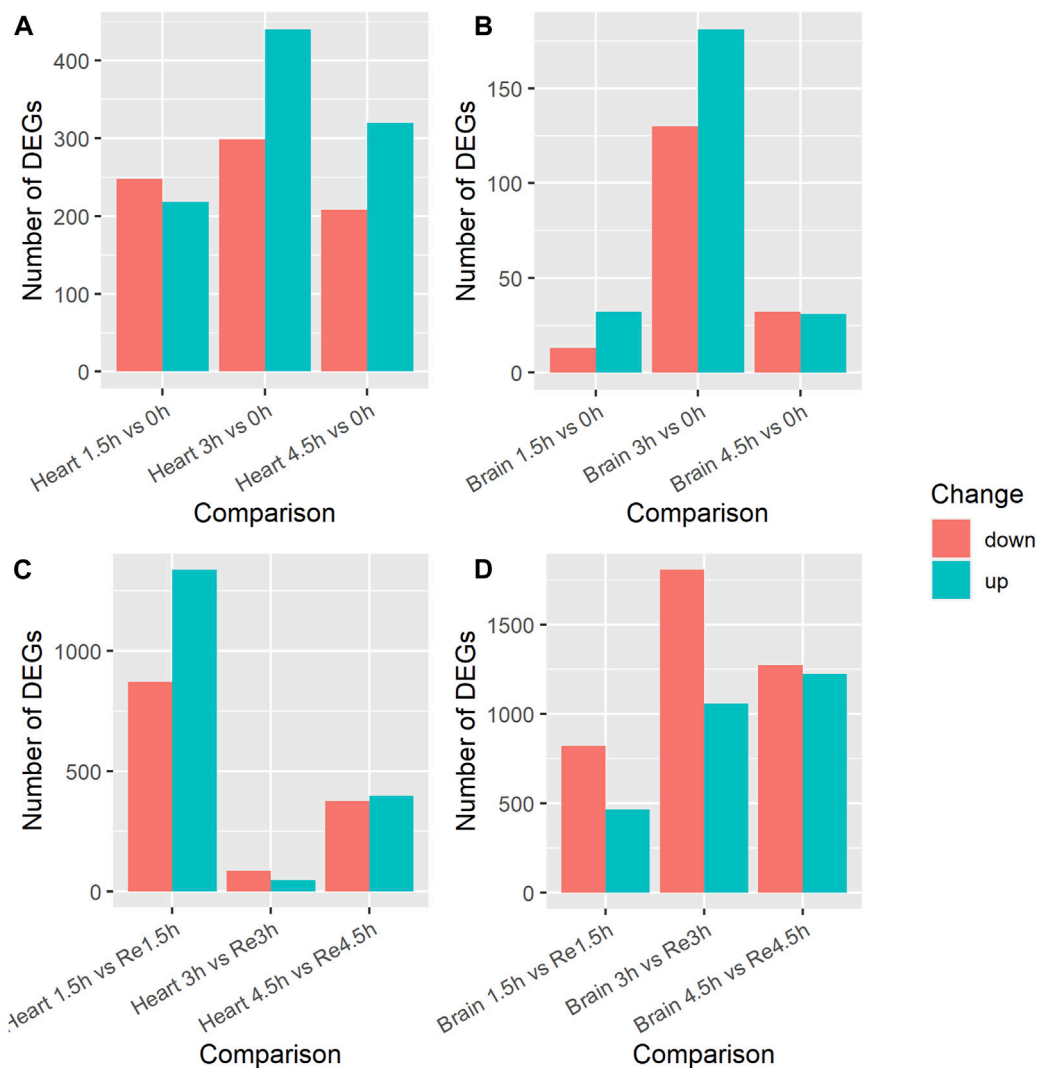 A
Number of DEGs
400
300
200
100
0
Heart 1.5h vs 0h
Heart 3h vs 0h
Heart 4.5h vs 0h
Comparison
B
Number of DEGs
150
100
50
0
Brain 1.5h vs 0h
Brain 3h vs 0h
Brain 4.5h vs 0h
Comparison
Change
down
up
C
Number of DEGs
1000
500
0
Heart 1.5h vs Re1.5h
Heart 3h vs Re3h
Heart 4.5h vs Re4.5h
Comparison
D
Number of DEGs
1500
1000
500
0
Brain 1.5h vs Re1.5h
Brain 3h vs Re3h
Brain 4.5h vs Re4.5h
Comparison